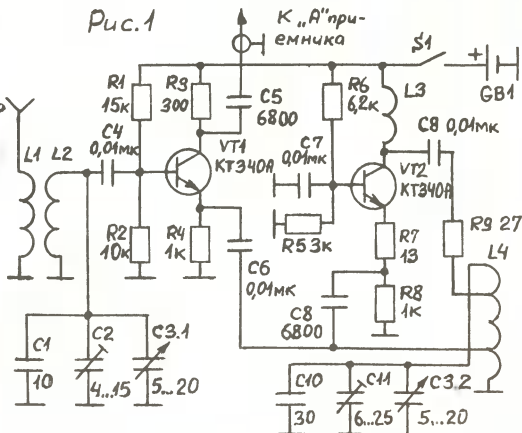 Рис.1
К „А" при-
емника
S1
+
GB1
R1
15к
R3
300
C5
6800
R6
6,2к
L3
C8 0,01мк
L1
L2
C4
0,01мк
VT1
КТ340А
C7
0,01мк
VT2
КТ340А
R9 27
L4
R2
10к
R4
1к
C6
0,01мк
R5 3к
R7
13
C8
6800
R8
1к
C1
10
C2
4...15
C3.1
5...20
C10
30
C11
6...25
C3.2
5...20